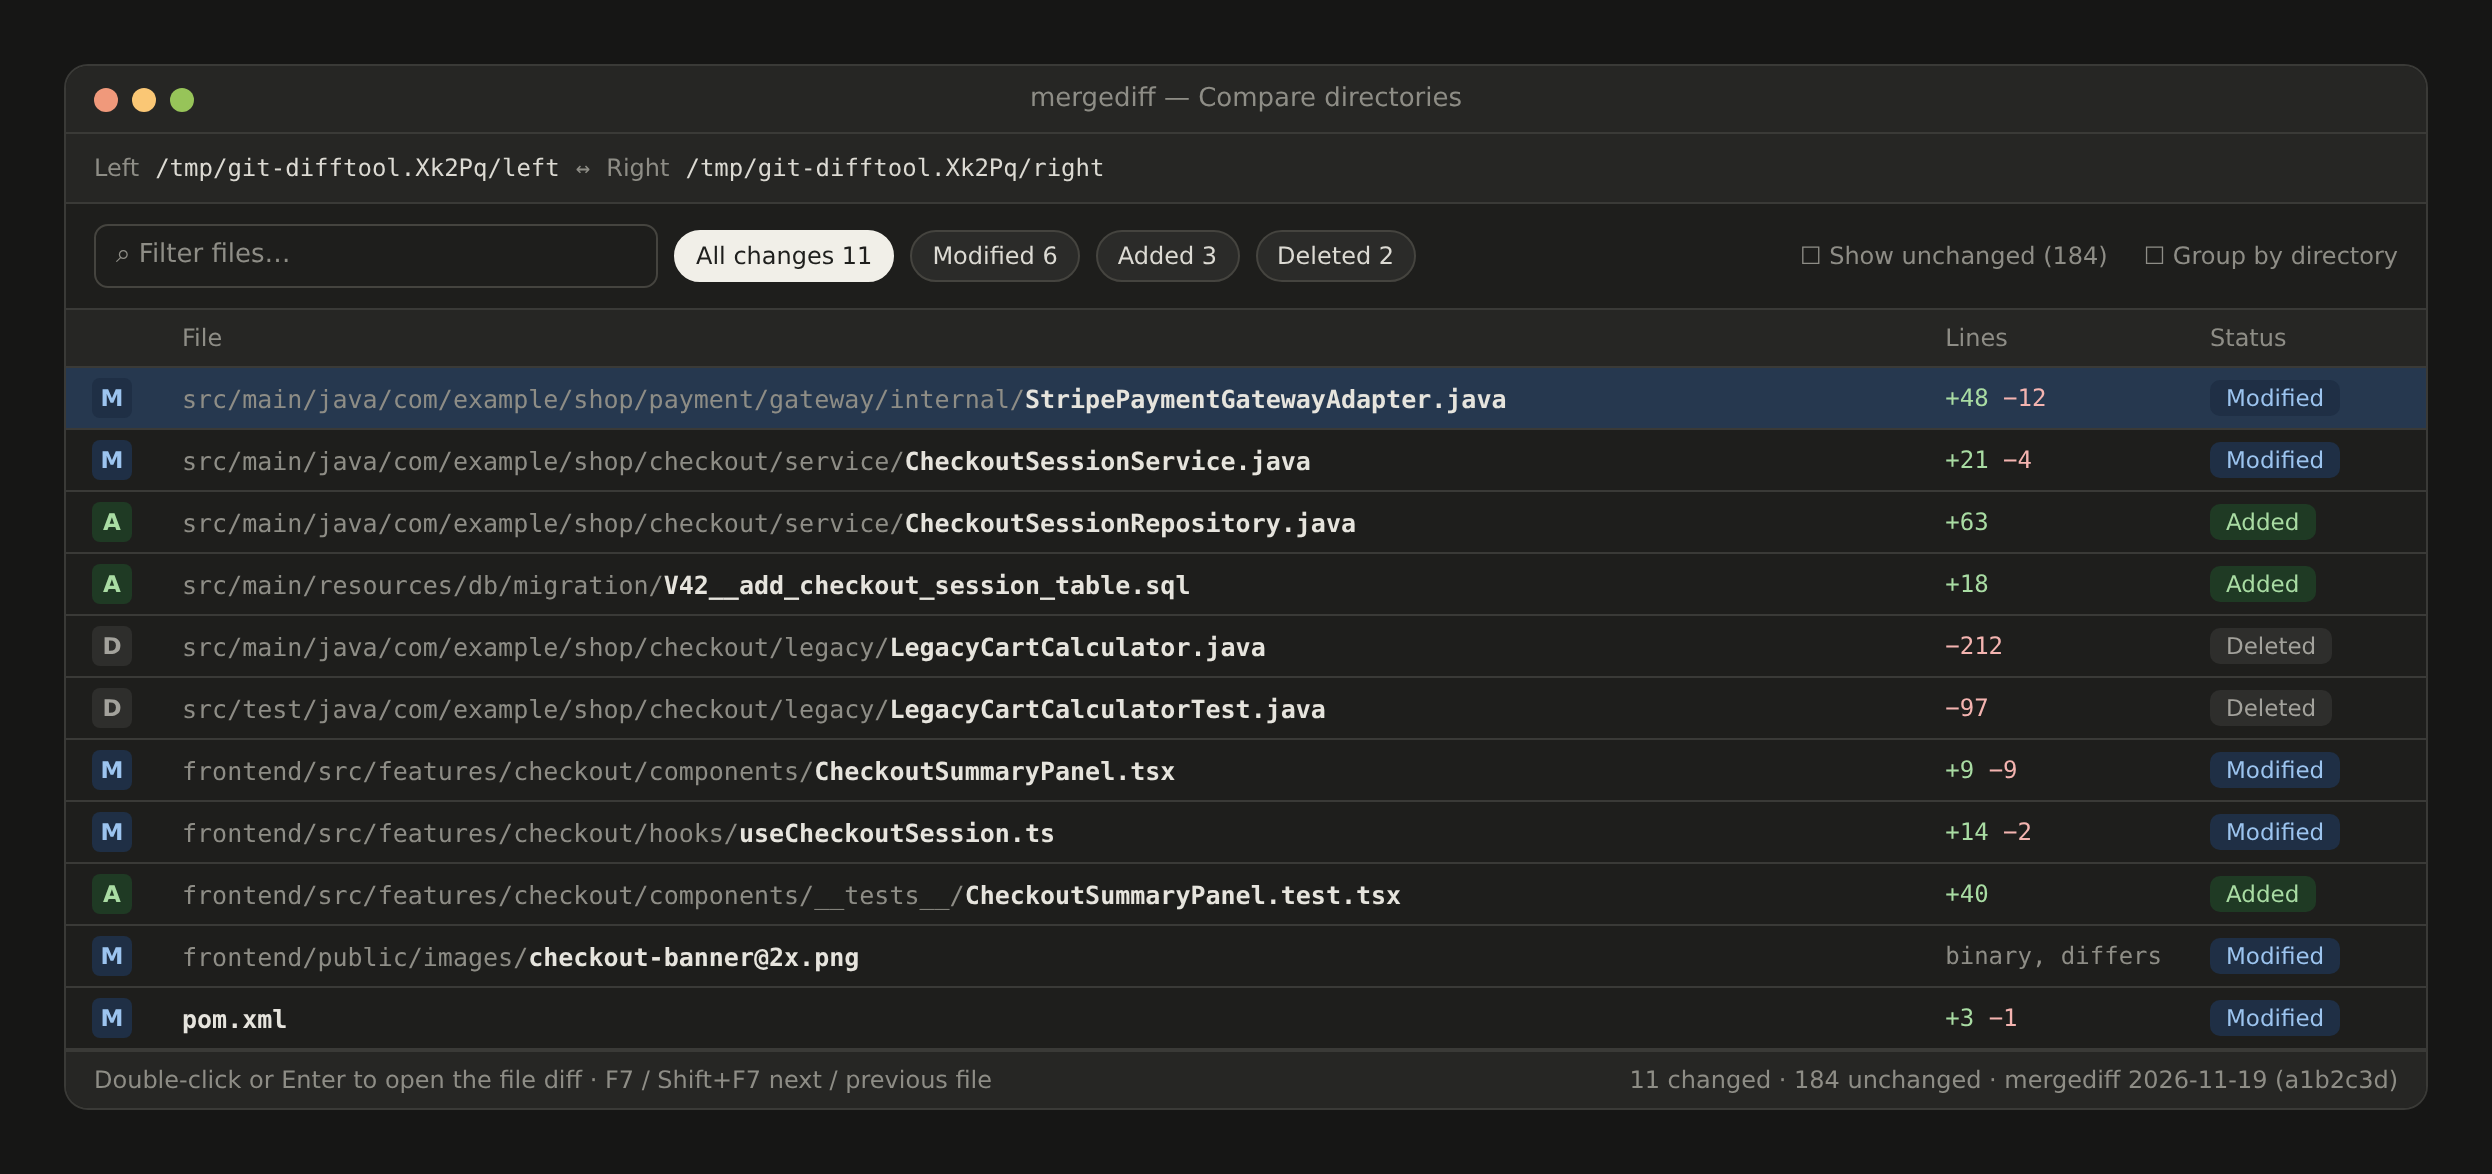 mergediff — Compare directories
Left /tmp/git-difftool.Xk2Pq/left ↔ Right /tmp/git-difftool.Xk2Pq/right
⌕ Filter files… All changes 11 Modified 6 Added 3 Deleted 2 ☐ Show unchanged (184) ☐ Group by directory
File Lines Status
M src/main/java/com/example/shop/payment/gateway/internal/StripePaymentGatewayAdapter.java +48 −12 Modified
M src/main/java/com/example/shop/checkout/service/CheckoutSessionService.java +21 −4 Modified
A src/main/java/com/example/shop/checkout/service/CheckoutSessionRepository.java +63 Added
A src/main/resources/db/migration/V42__add_checkout_session_table.sql +18 Added
D src/main/java/com/example/shop/checkout/legacy/LegacyCartCalculator.java −212 Deleted
D src/test/java/com/example/shop/checkout/legacy/LegacyCartCalculatorTest.java −97 Deleted
M frontend/src/features/checkout/components/CheckoutSummaryPanel.tsx +9 −9 Modified
M frontend/src/features/checkout/hooks/useCheckoutSession.ts +14 −2 Modified
A frontend/src/features/checkout/components/__tests__/CheckoutSummaryPanel.test.tsx +40 Added
M frontend/public/images/checkout-banner@2x.png binary, differs Modified
M pom.xml +3 −1 Modified
Double-click or Enter to open the file diff · F7 / Shift+F7 next / previous file 11 changed · 184 unchanged · mergediff 2026-11-19 (a1b2c3d)